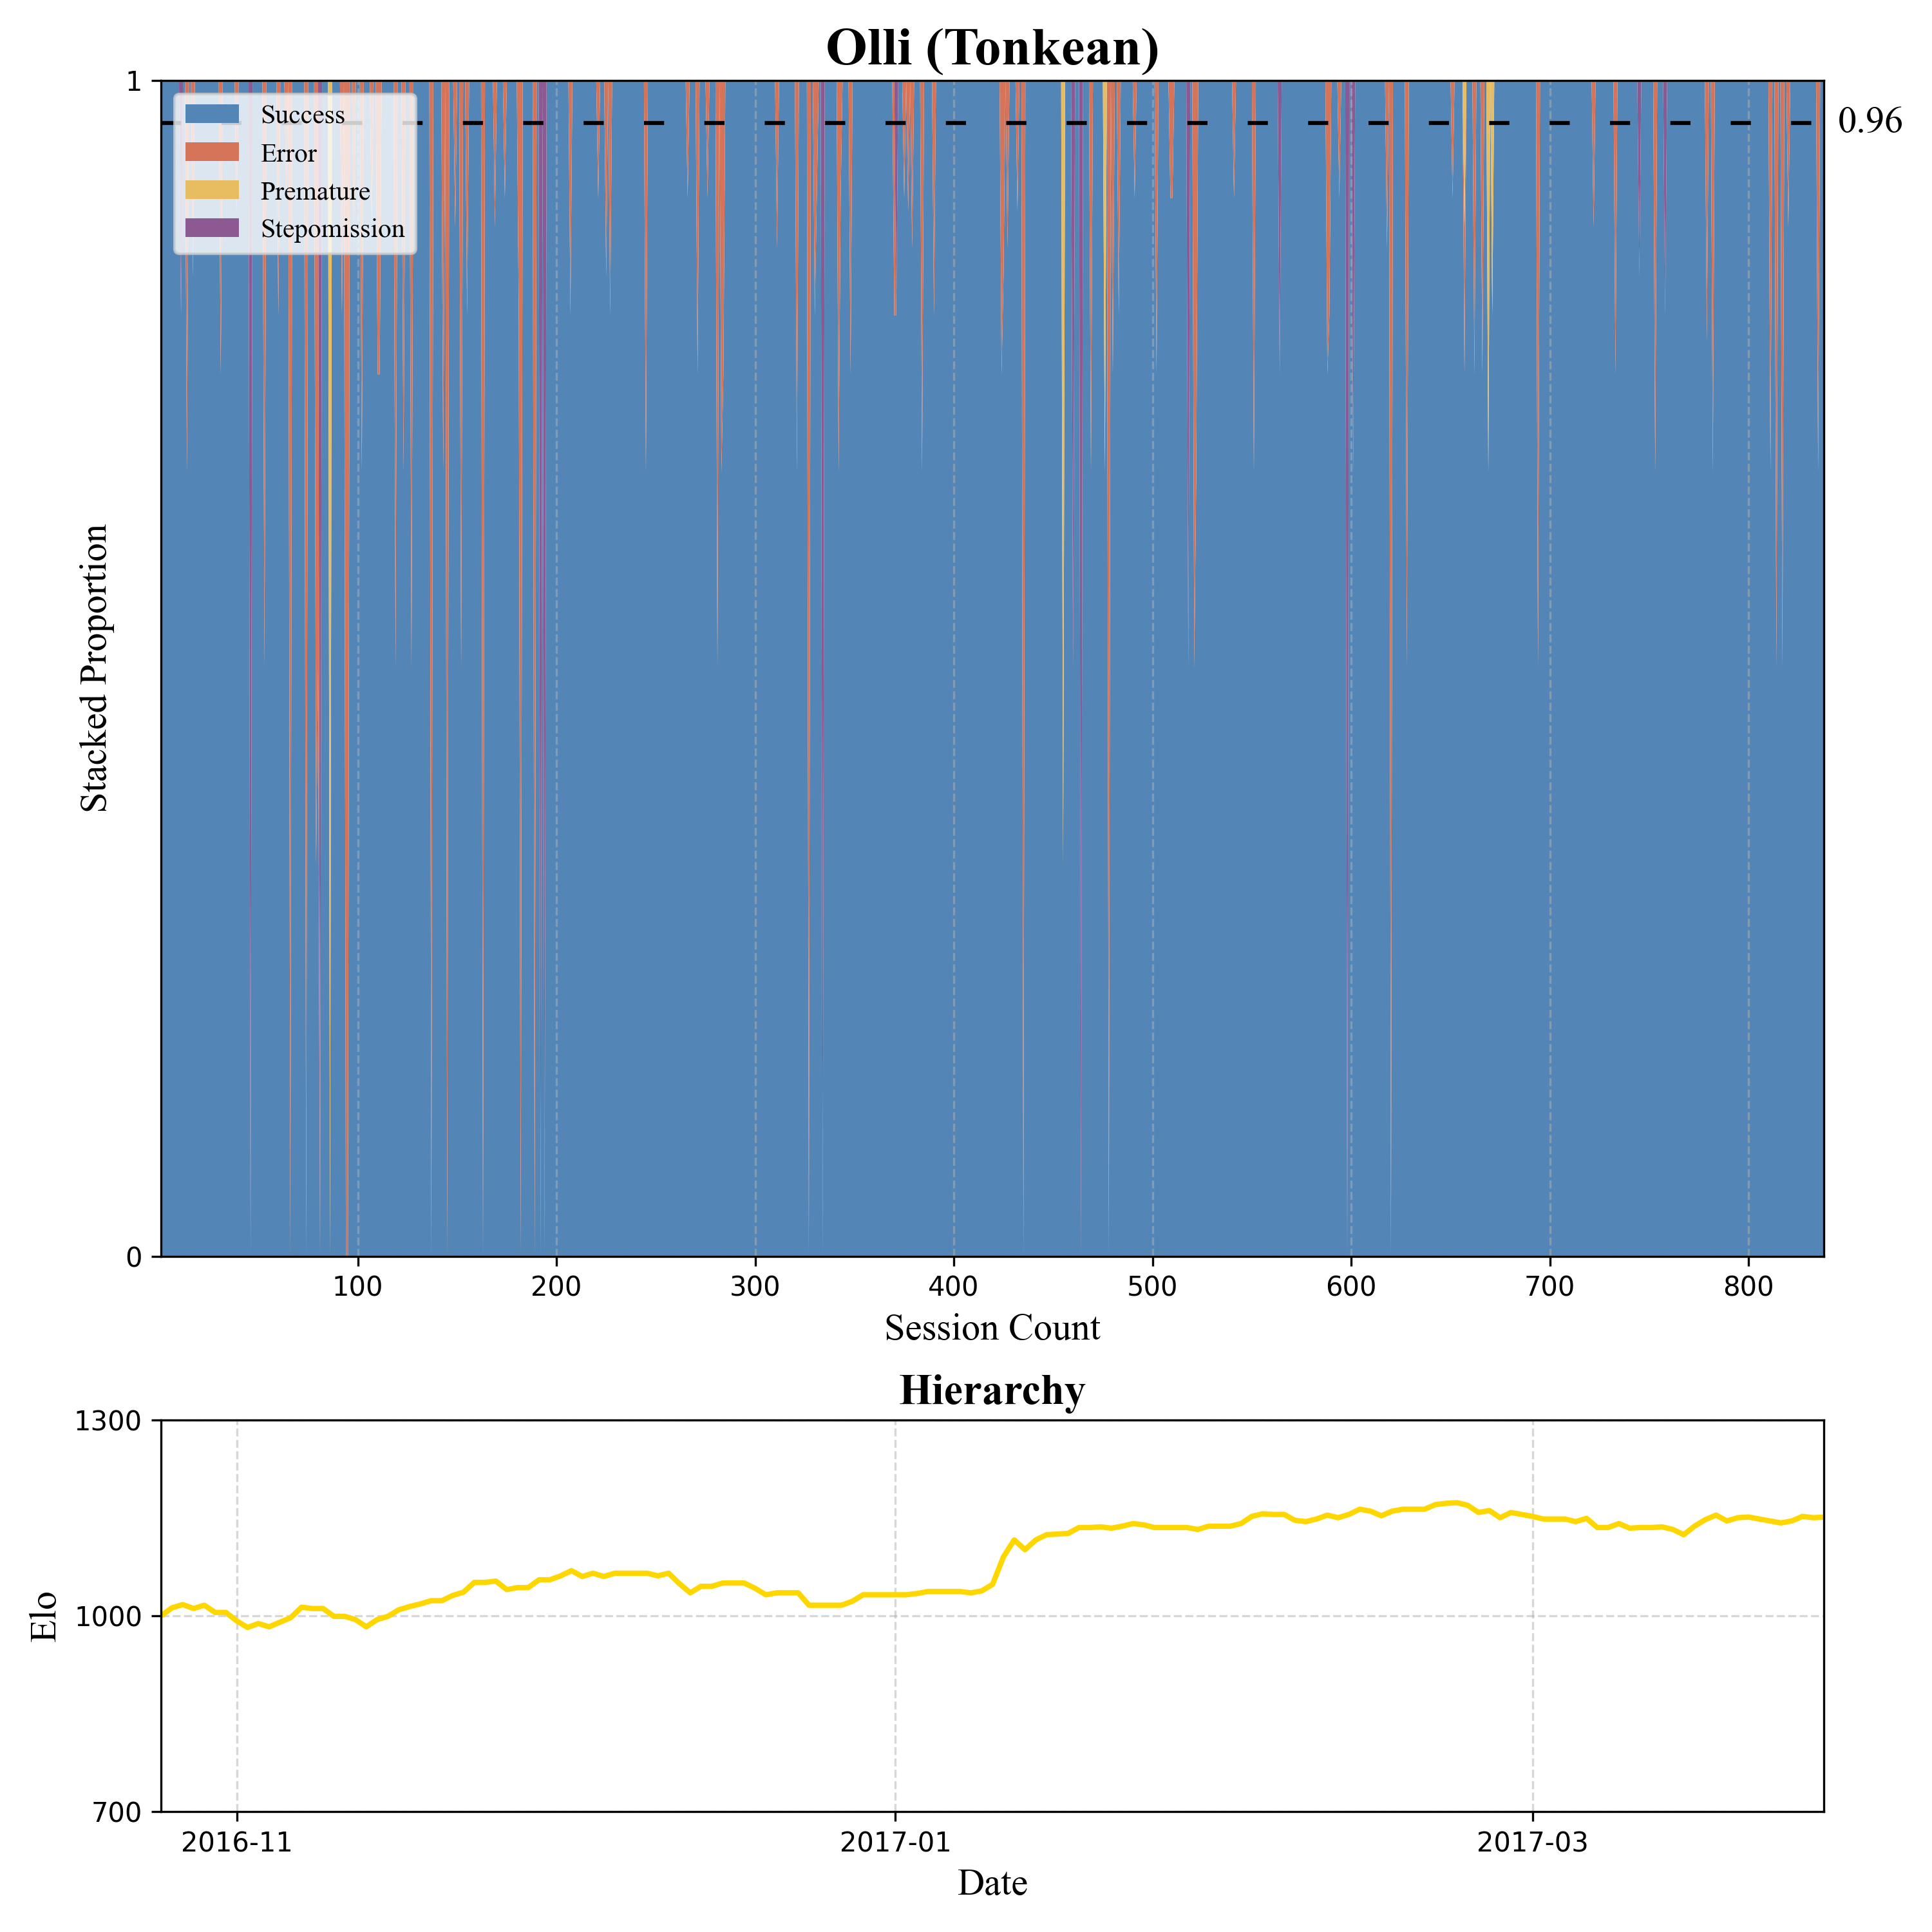 Olli (Tonkean)
1
0.96
Success
Error
Premature
Stepomission
Stacked Proportion
0
100 200 300 400 500 600 700 800
Session Count
Hierarchy
1300
1000
700
Elo
2016-11 2017-01 2017-03
Date